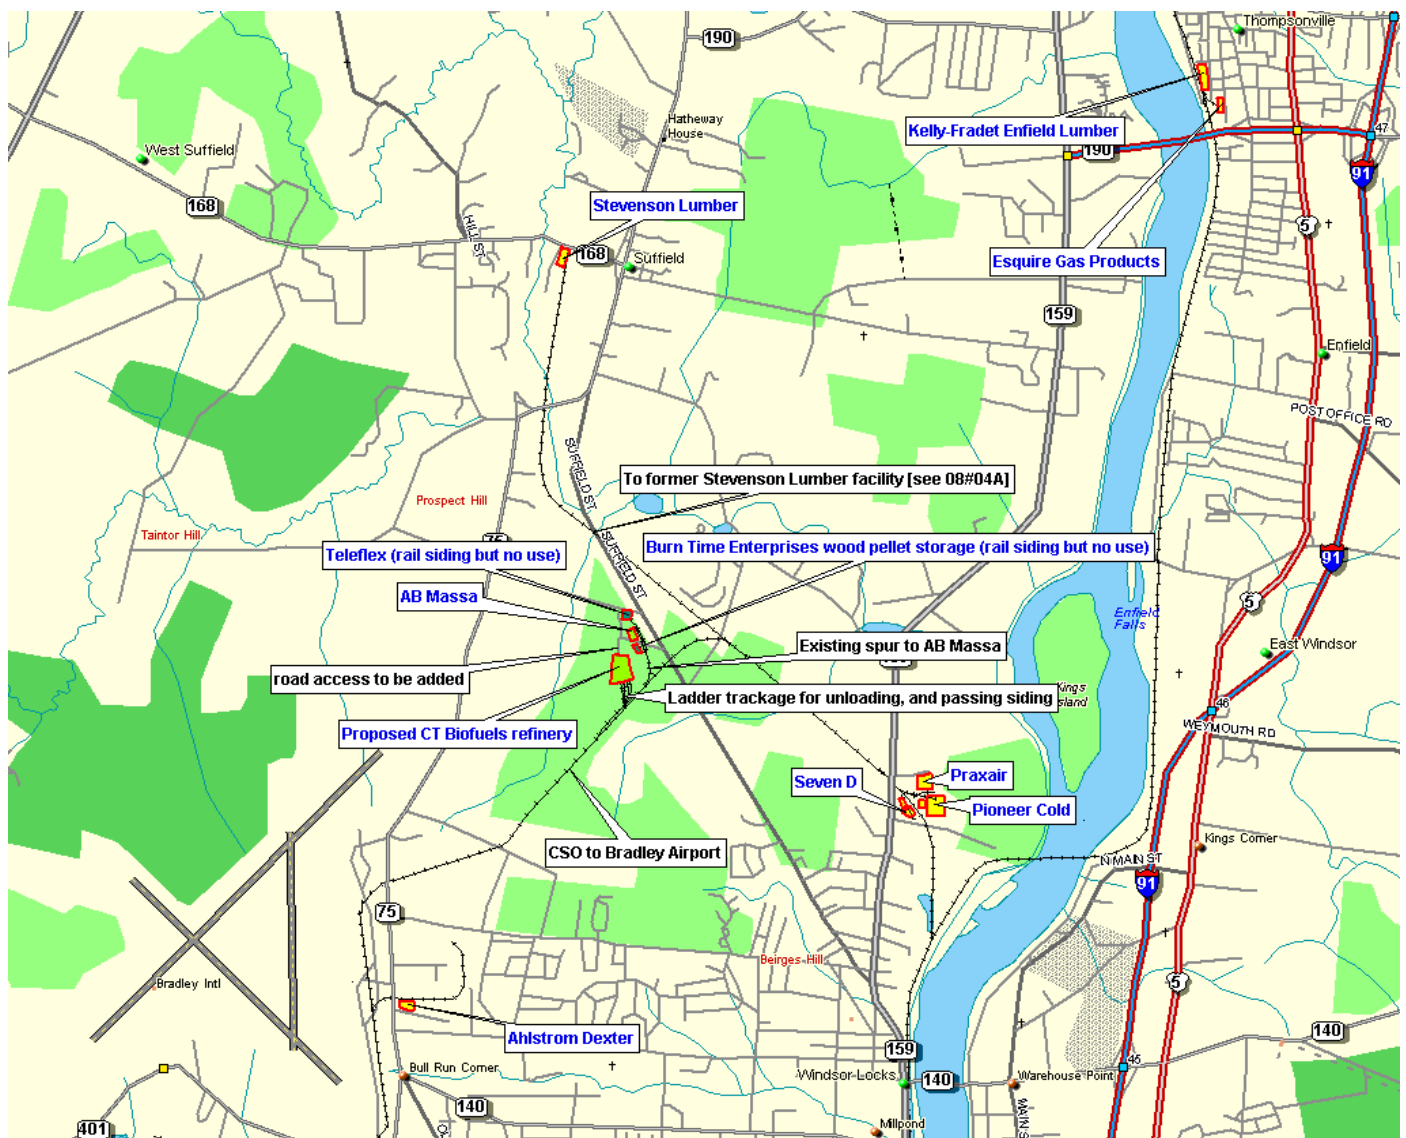 Thompsonville
190
Hatheway
House
47
Kelly-Fradet Enfield Lumber
190
West Suffield
91
168
Stevenson Lumber
5
HILL ST
168
Suffield
Esquire Gas Products
159
Enfield
POST OFFICE RD
SUFFIELD ST
To former Stevenson Lumber facility [see 08#04A]
Prospect Hill
Taintor Hill
75
SUFFIELD ST
Teleflex (rail siding but no use)
Burn Time Enterprises wood pellet storage (rail siding but no use)
91
AB Massa
5
Enfield
Falls
Existing spur to AB Massa
East Windsor
road access to be added
Kings
Island
Ladder trackage for unloading, and passing siding
46
Proposed CT Biofuels refinery
WEYMOUTH RD
Seven D
Praxair
Pioneer Cold
CSO to Bradley Airport
Kings Corner
N MAIN ST
91
75
Beirges Hill
Bradley Intl
5
Ahlstrom Dexter
140
159
45
Bull Run Corner
Windsor Locks
140
Warehouse Point
140
MAIN S
401
Millpond